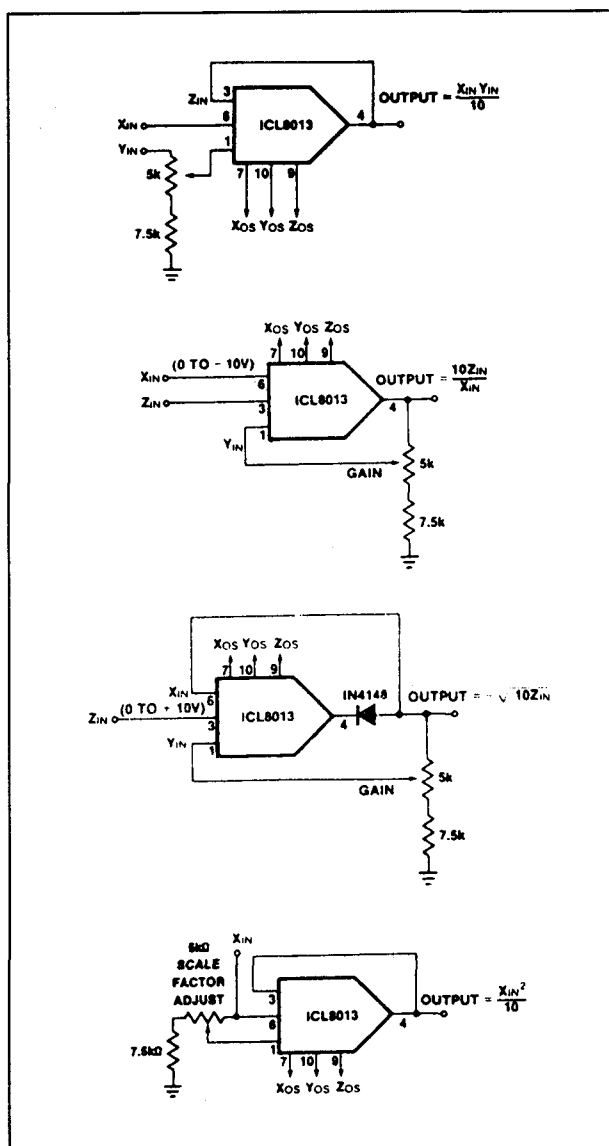 ZIN 3
XIN 6 ICL8013 4 OUTPUT = XIN YIN / 10
YIN 1
5k 7 10 9
XOS YOS ZOS
7.5k
XOS YOS ZOS
7 10 9
XIN (0 TO - 10V) 6 OUTPUT = 10ZIN / XIN
ZIN 3 ICL8013 4
1
YIN 5k
GAIN
7.5k
XOS YOS ZOS
7 10 9
XIN 6 IN4148
ZIN (0 TO + 10V) 3 ICL8013 4 OUTPUT = -√10ZIN
YIN 1
GAIN 5k
7.5k
XIN
5kΩ
SCALE
FACTOR
ADJUST
3
6 ICL8013 4 OUTPUT = XIN² / 10
7.5kΩ 1
7 10 9
XOS YOS ZOS